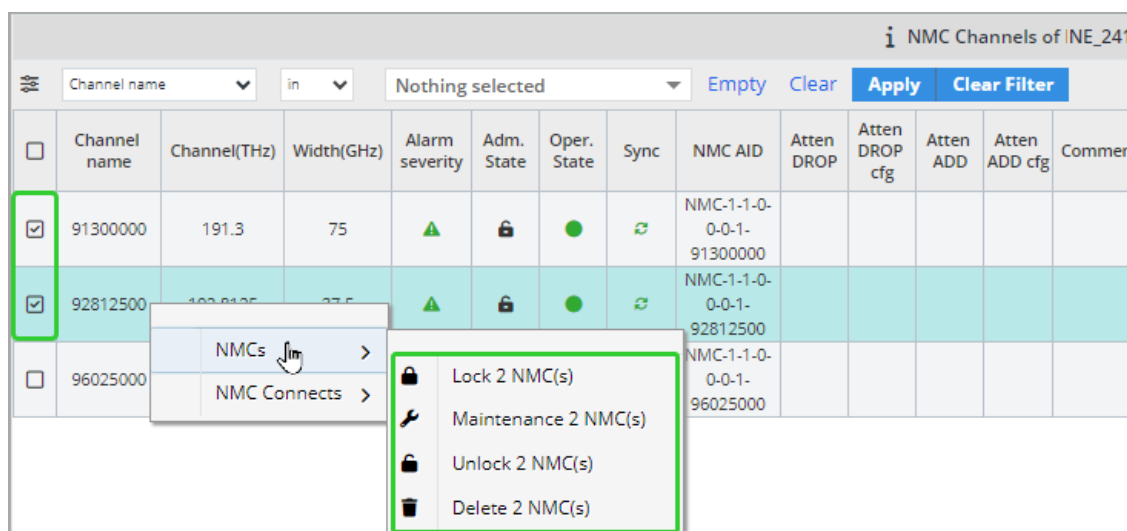 NMC Channels of INE_241
Channel name in Nothing selected Empty Clear Apply Clear Filter
Channel name Channel(THz) Width(GHz) Alarm severity Adm. State Oper. State Sync NMC AID Atten DROP Atten DROP cfg Atten ADD Atten ADD cfg Commen
91300000 191.3 75 NMC-1-1-0-
0-0-1-
91300000
92812500 192.8125 37.5 NMC-1-1-0-
0-0-1-
92812500
96025000 NMC-1-1-0-
0-0-1-
96025000
NMCs
NMC Connects
Lock 2 NMC(s)
Maintenance 2 NMC(s)
Unlock 2 NMC(s)
Delete 2 NMC(s)